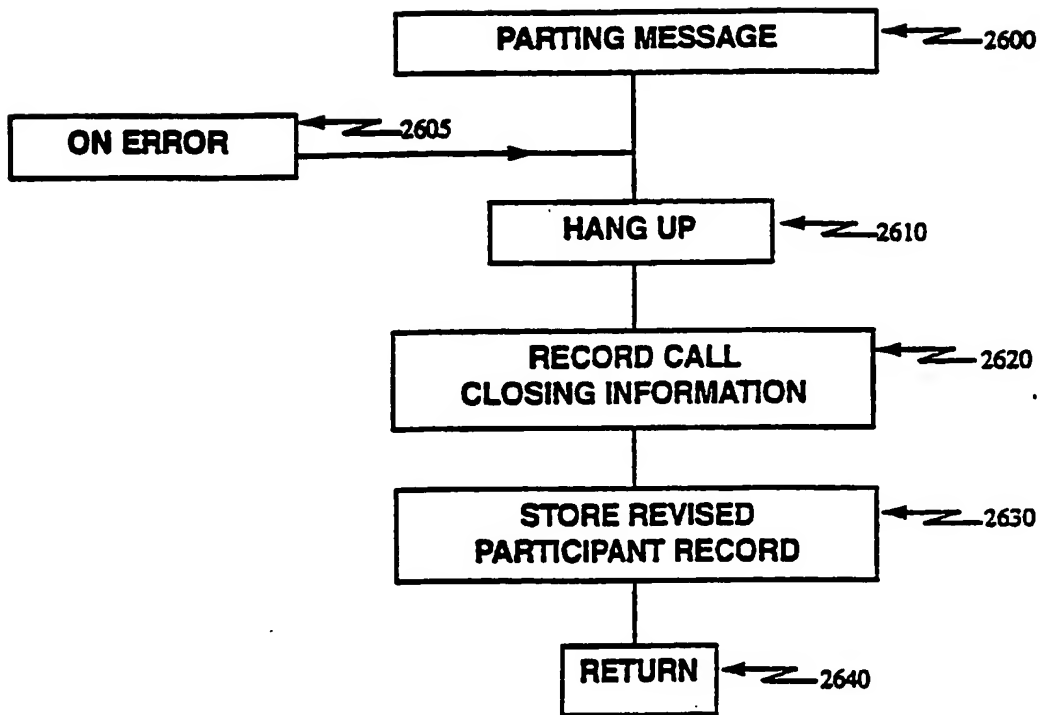 PARTING MESSAGE
2600
ON ERROR
2605
HANG UP
2610
RECORD CALL
CLOSING INFORMATION
2620
STORE REVISED
PARTICIPANT RECORD
2630
RETURN
2640